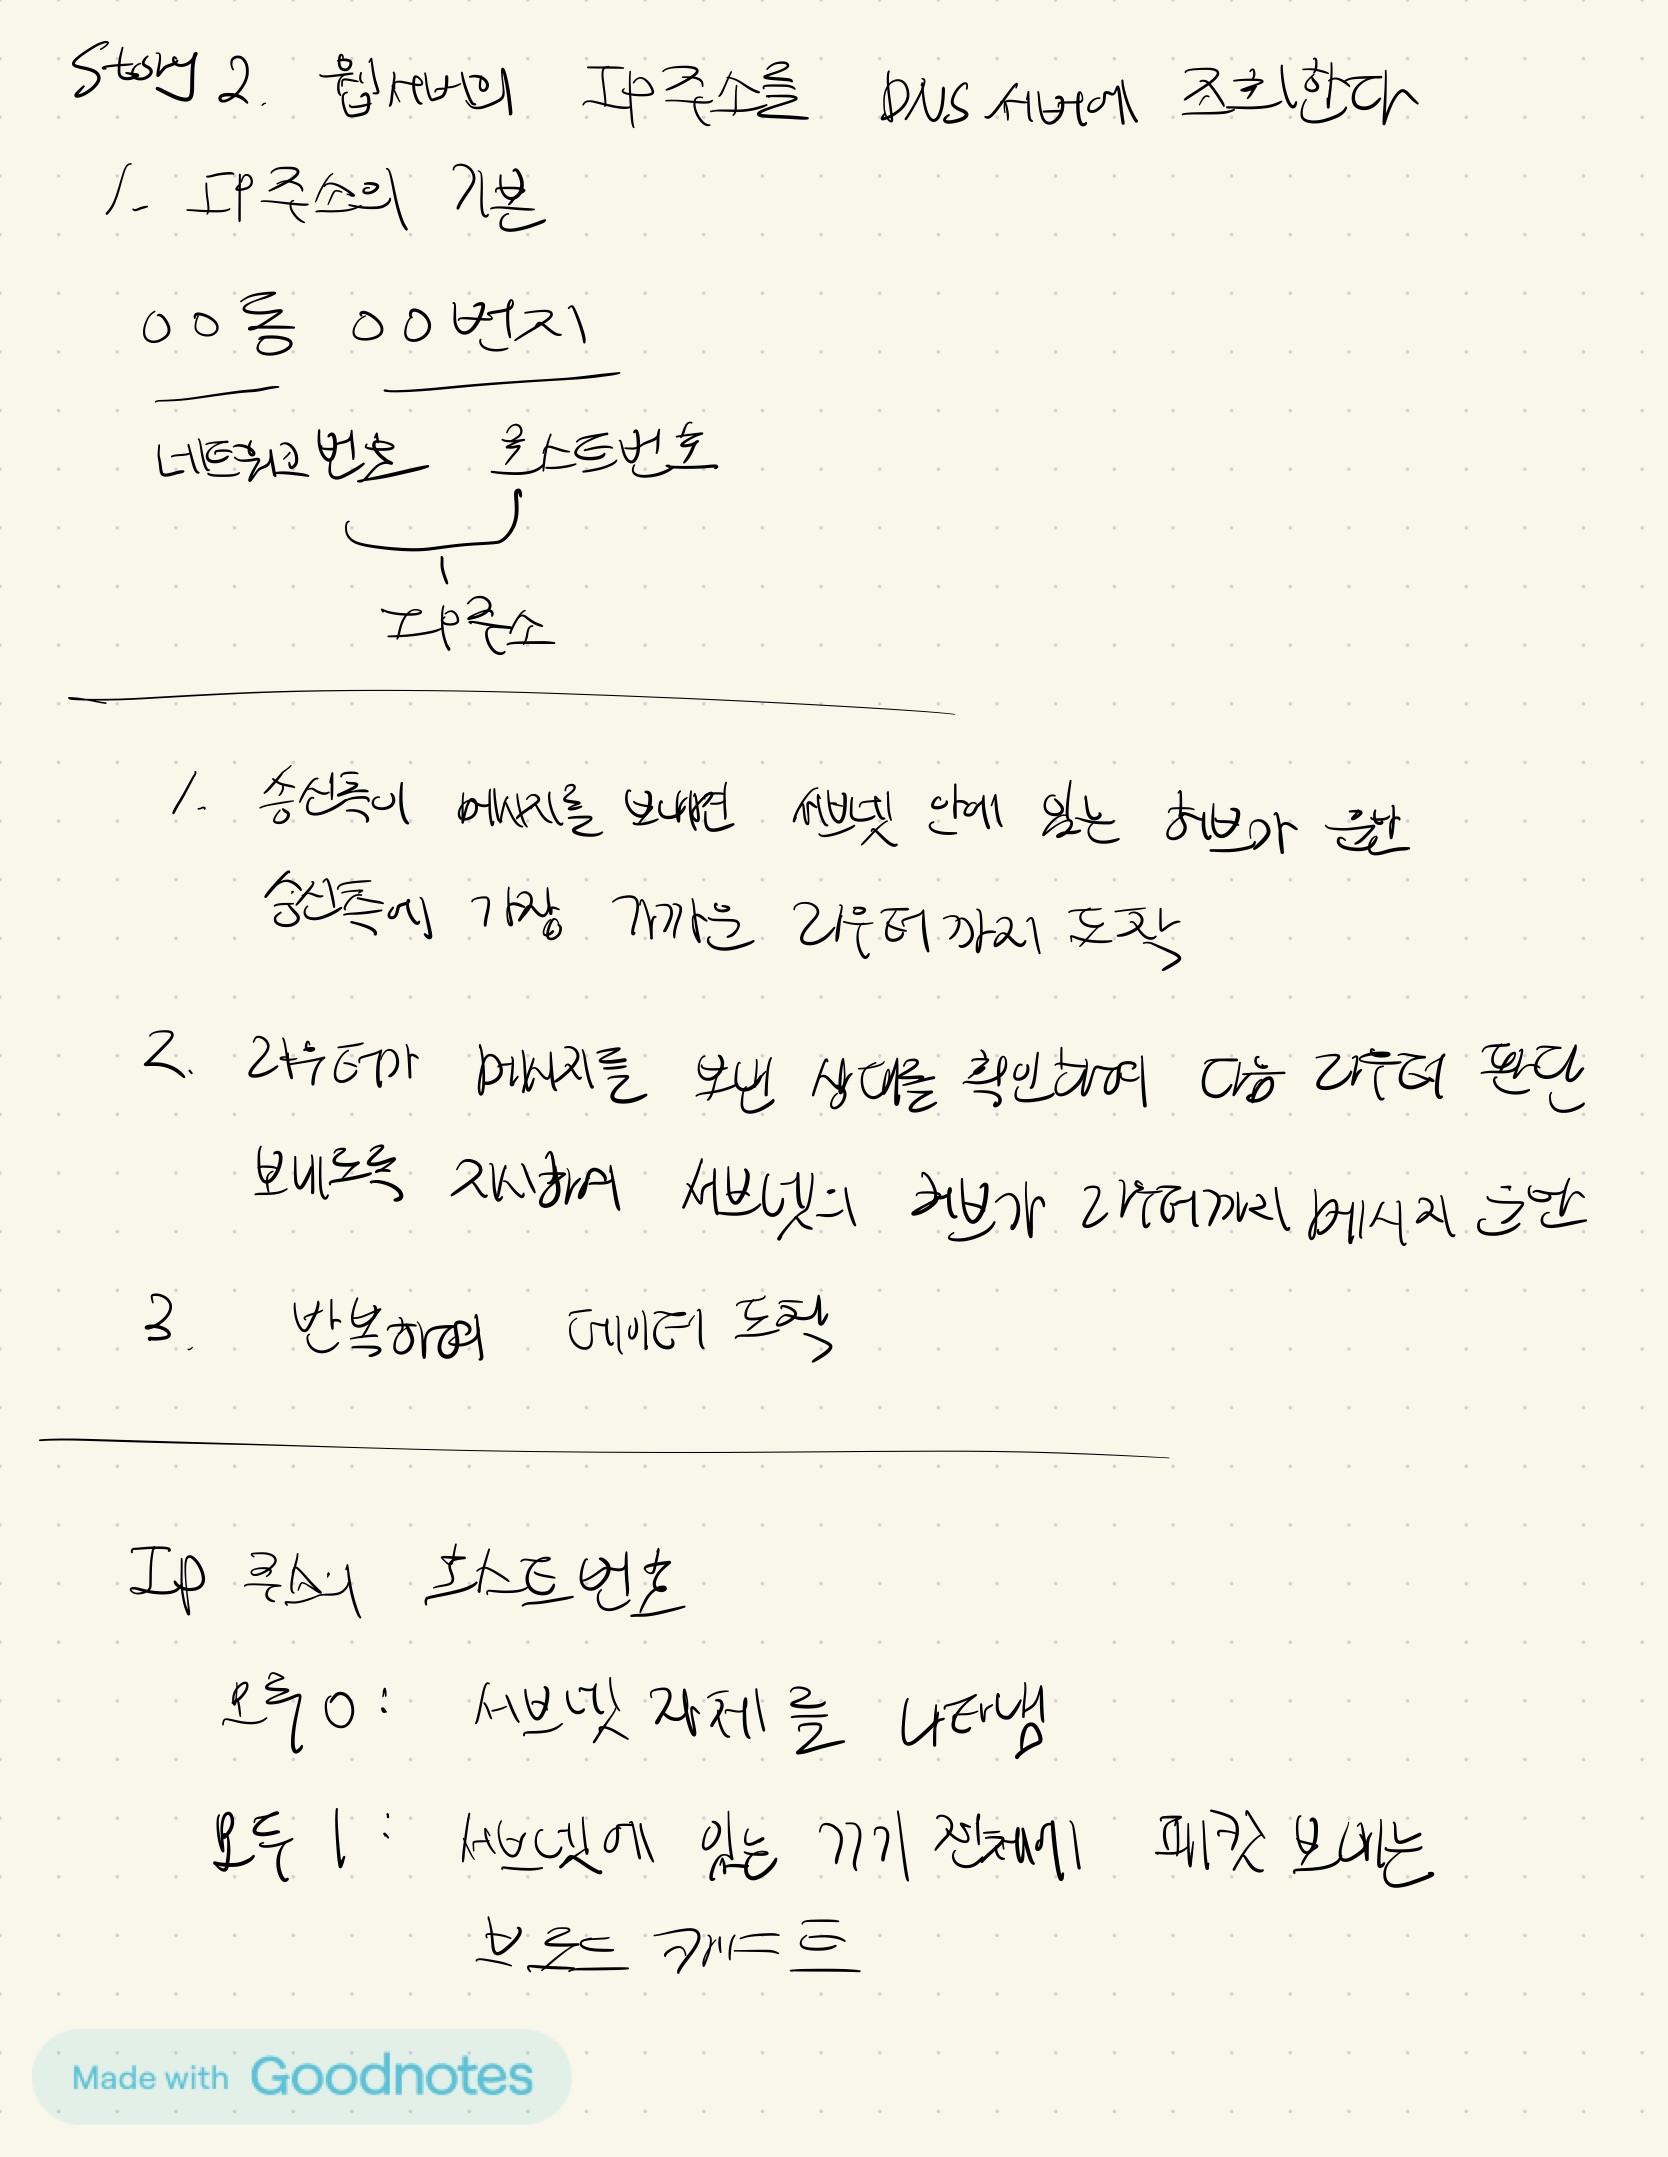 Story 2. 웹서버의 IP주소를 DNS서버에 조회한다
1. IP주소의 기본
○○동 ○○번지
네트워크번호 호스트번호
IP주소
1. 송신측이 메시지를 보내면 서브넷 안에 있는 허브가 운반
송신측에서 가장 가까운 라우터까지 도착
2. 라우터가 메시지를 보낸 상대를 확인하여 다음 라우터 판단
보내도록 지시하여 서브넷의 허브가 라우터까지 메시지 운반
3. 반복하여 데이터 도착
IP 주소의 호스트번호
모두 0: 서브넷 자체를 나타냄
모두 1: 서브넷에 있는 기기 전체에 패킷 보내는
브로드캐스트
Made with Goodnotes